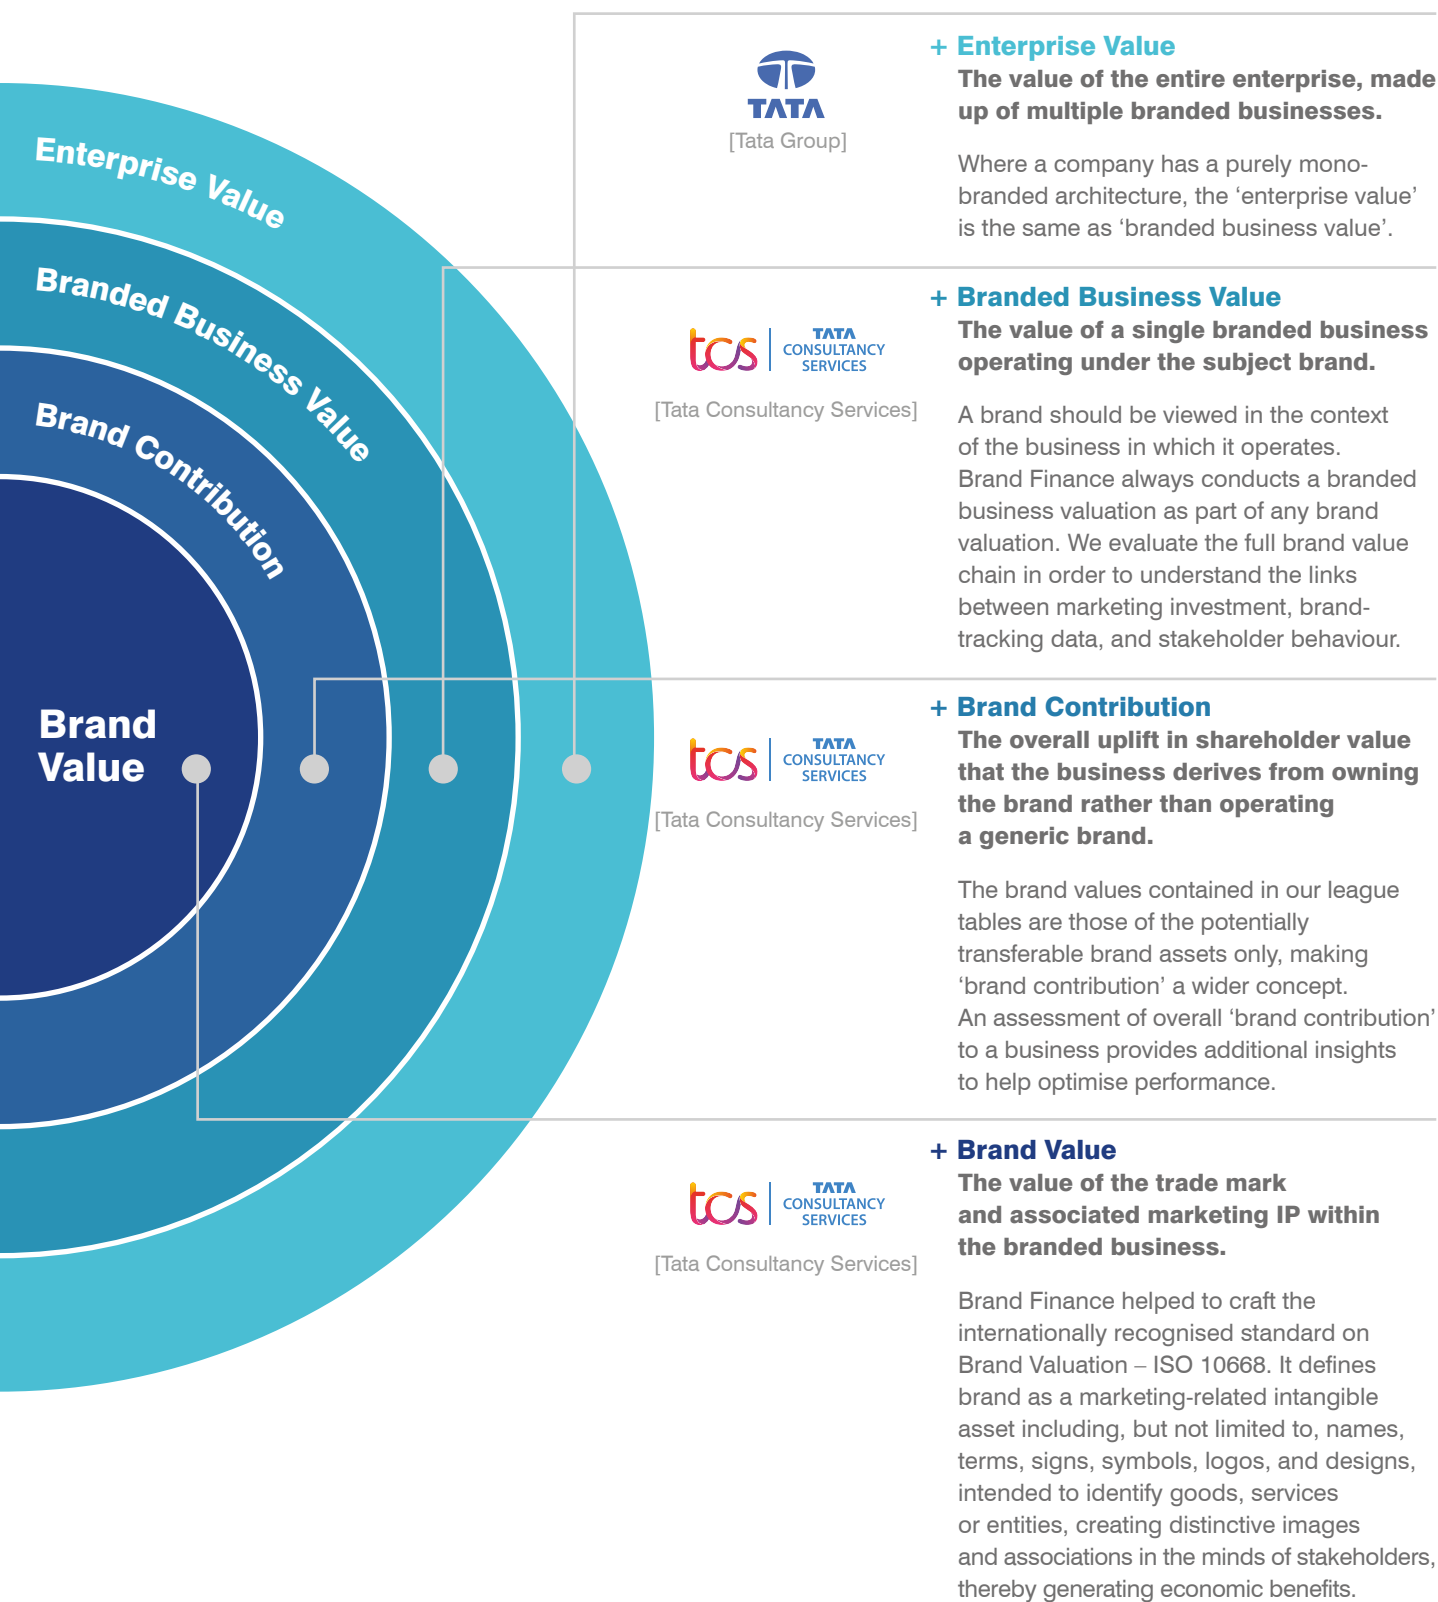 Enterprise Value
Branded Business Value
Brand Contribution
Brand
Value
TATA
[Tata Group]
+ Enterprise Value
The value of the entire enterprise, made
up of multiple branded businesses.
Where a company has a purely mono-
branded architecture, the ‘enterprise value’
is the same as ‘branded business value’.
tcs
TATA
CONSULTANCY
SERVICES
[Tata Consultancy Services]
+ Branded Business Value
The value of a single branded business
operating under the subject brand.
A brand should be viewed in the context
of the business in which it operates.
Brand Finance always conducts a branded
business valuation as part of any brand
valuation. We evaluate the full brand value
chain in order to understand the links
between marketing investment, brand-
tracking data, and stakeholder behaviour.
tcs
TATA
CONSULTANCY
SERVICES
[Tata Consultancy Services]
+ Brand Contribution
The overall uplift in shareholder value
that the business derives from owning
the brand rather than operating
a generic brand.
The brand values contained in our league
tables are those of the potentially
transferable brand assets only, making
‘brand contribution’ a wider concept.
An assessment of overall ‘brand contribution’
to a business provides additional insights
to help optimise performance.
tcs
TATA
CONSULTANCY
SERVICES
[Tata Consultancy Services]
+ Brand Value
The value of the trade mark
and associated marketing IP within
the branded business.
Brand Finance helped to craft the
internationally recognised standard on
Brand Valuation – ISO 10668. It defines
brand as a marketing-related intangible
asset including, but not limited to, names,
terms, signs, symbols, logos, and designs,
intended to identify goods, services
or entities, creating distinctive images
and associations in the minds of stakeholders,
thereby generating economic benefits.